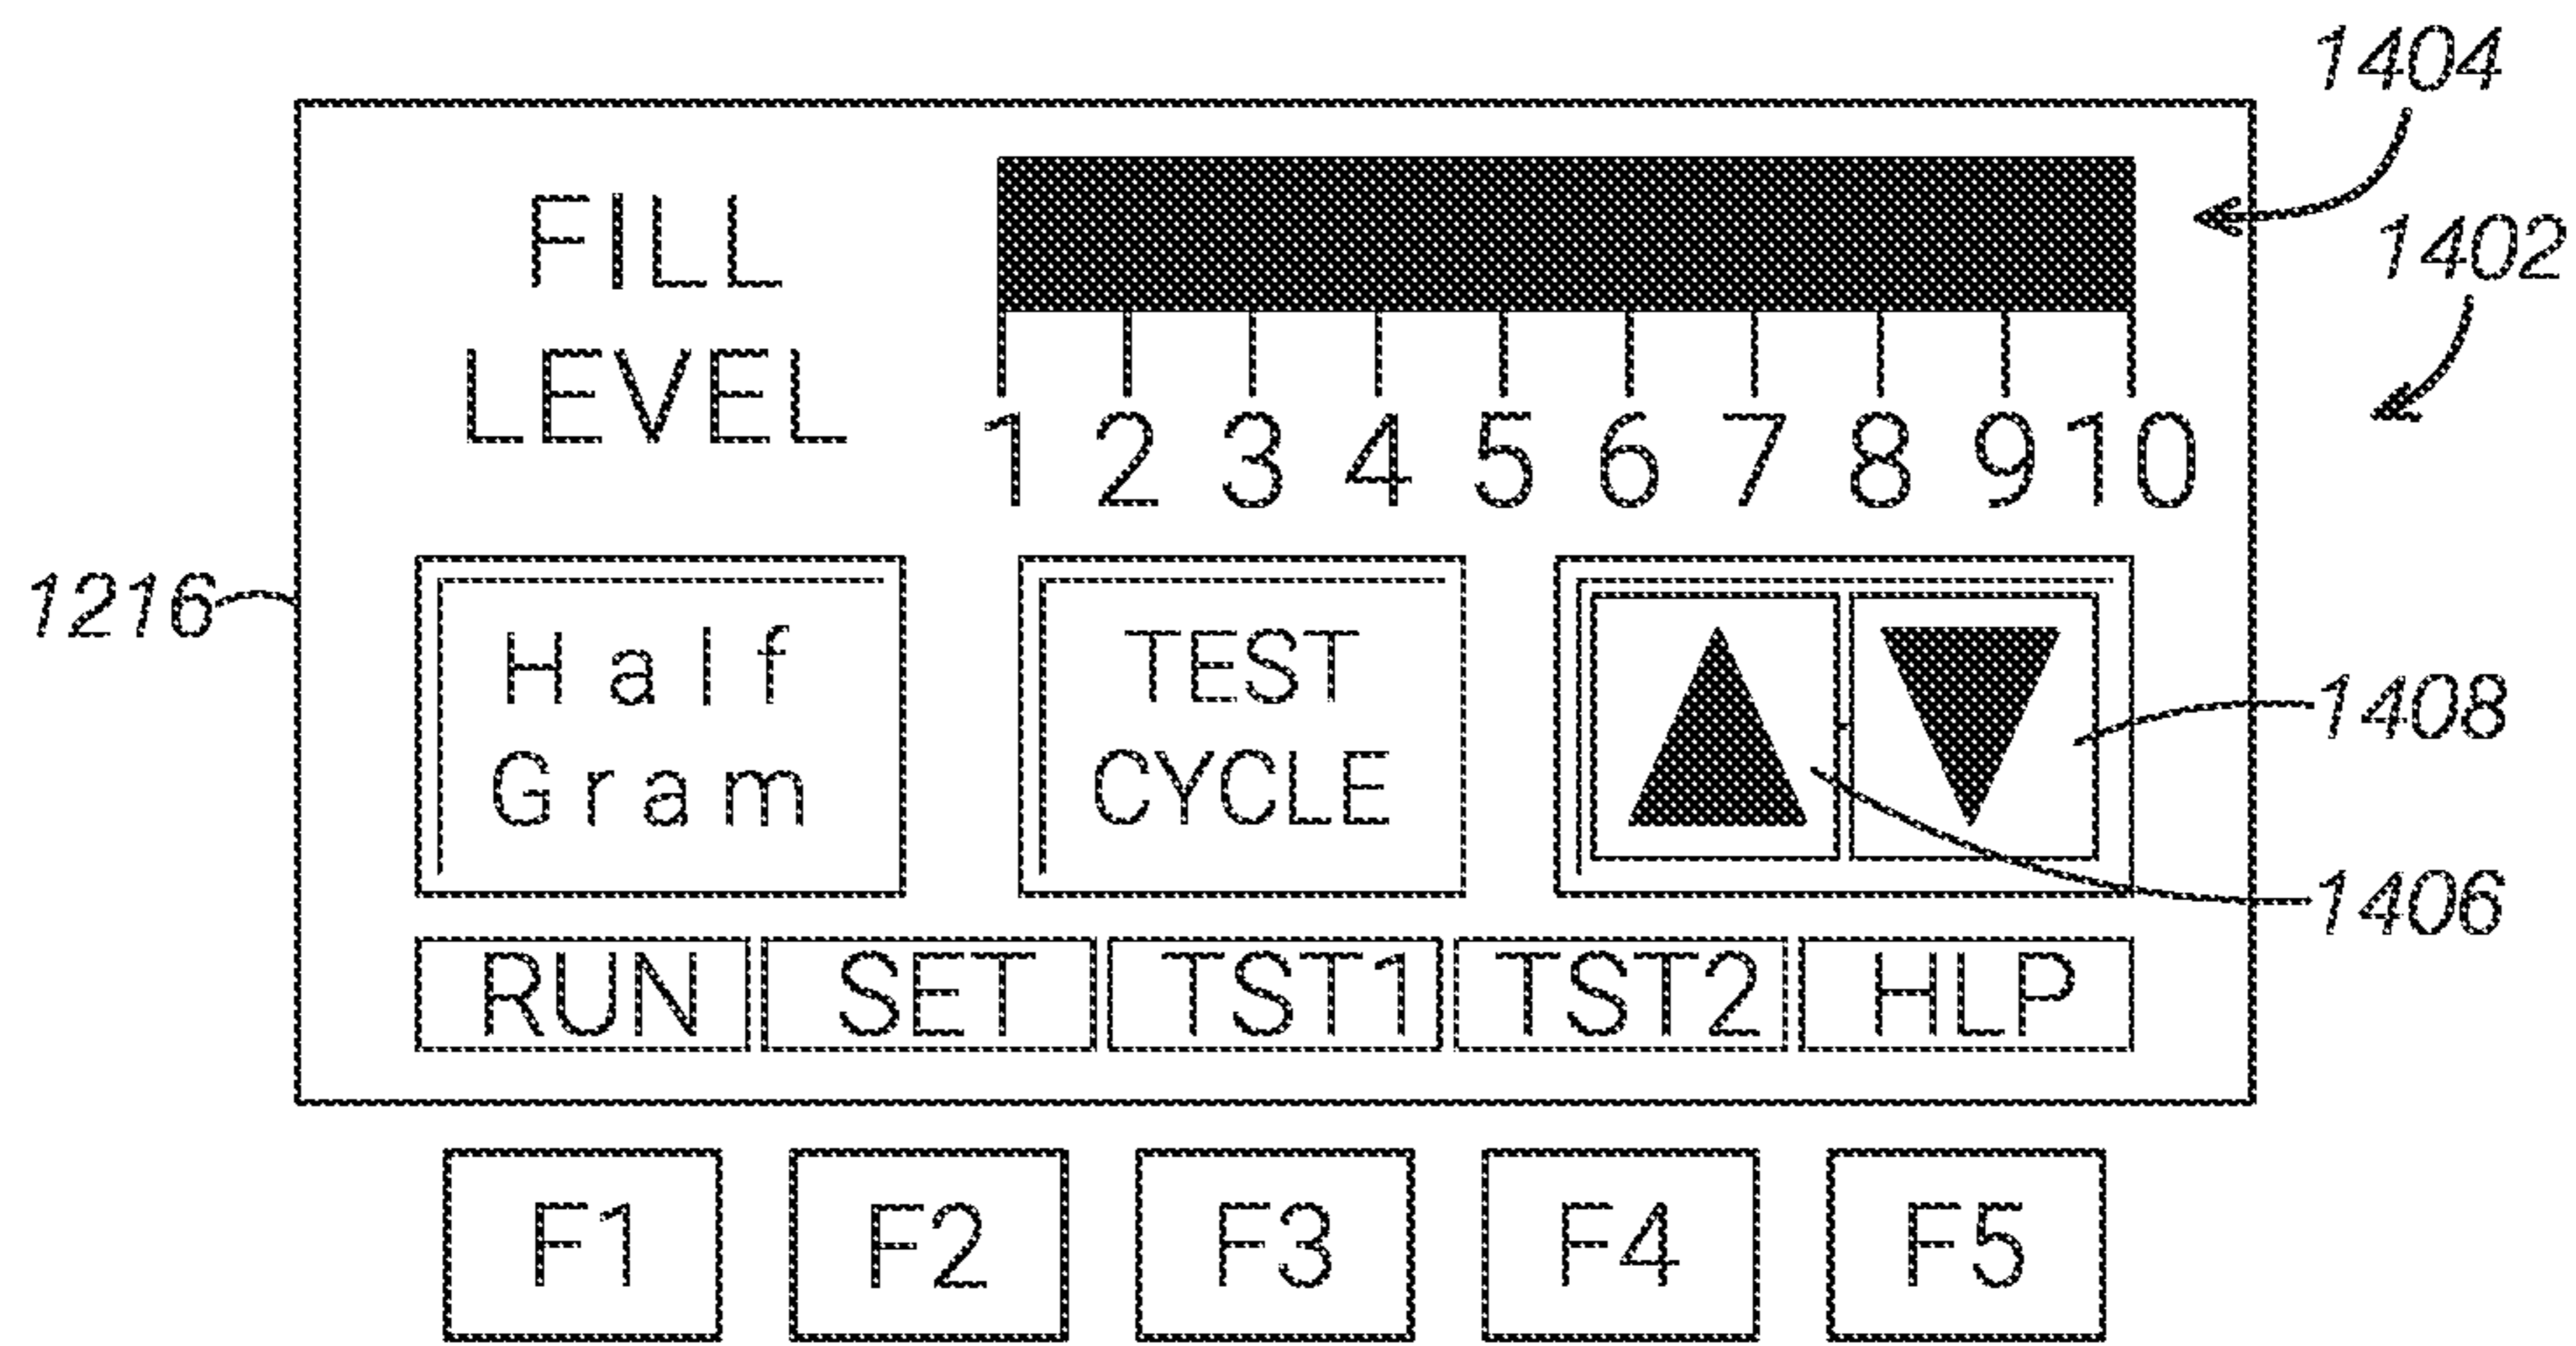 1404
FILL
LEVEL
1402
1 2 3 4 5 6 7 8 9 10
1216
Half
Gram
TEST
CYCLE
1408
1406
RUN SET TST1 TST2 HLP
F1 F2 F3 F4 F5